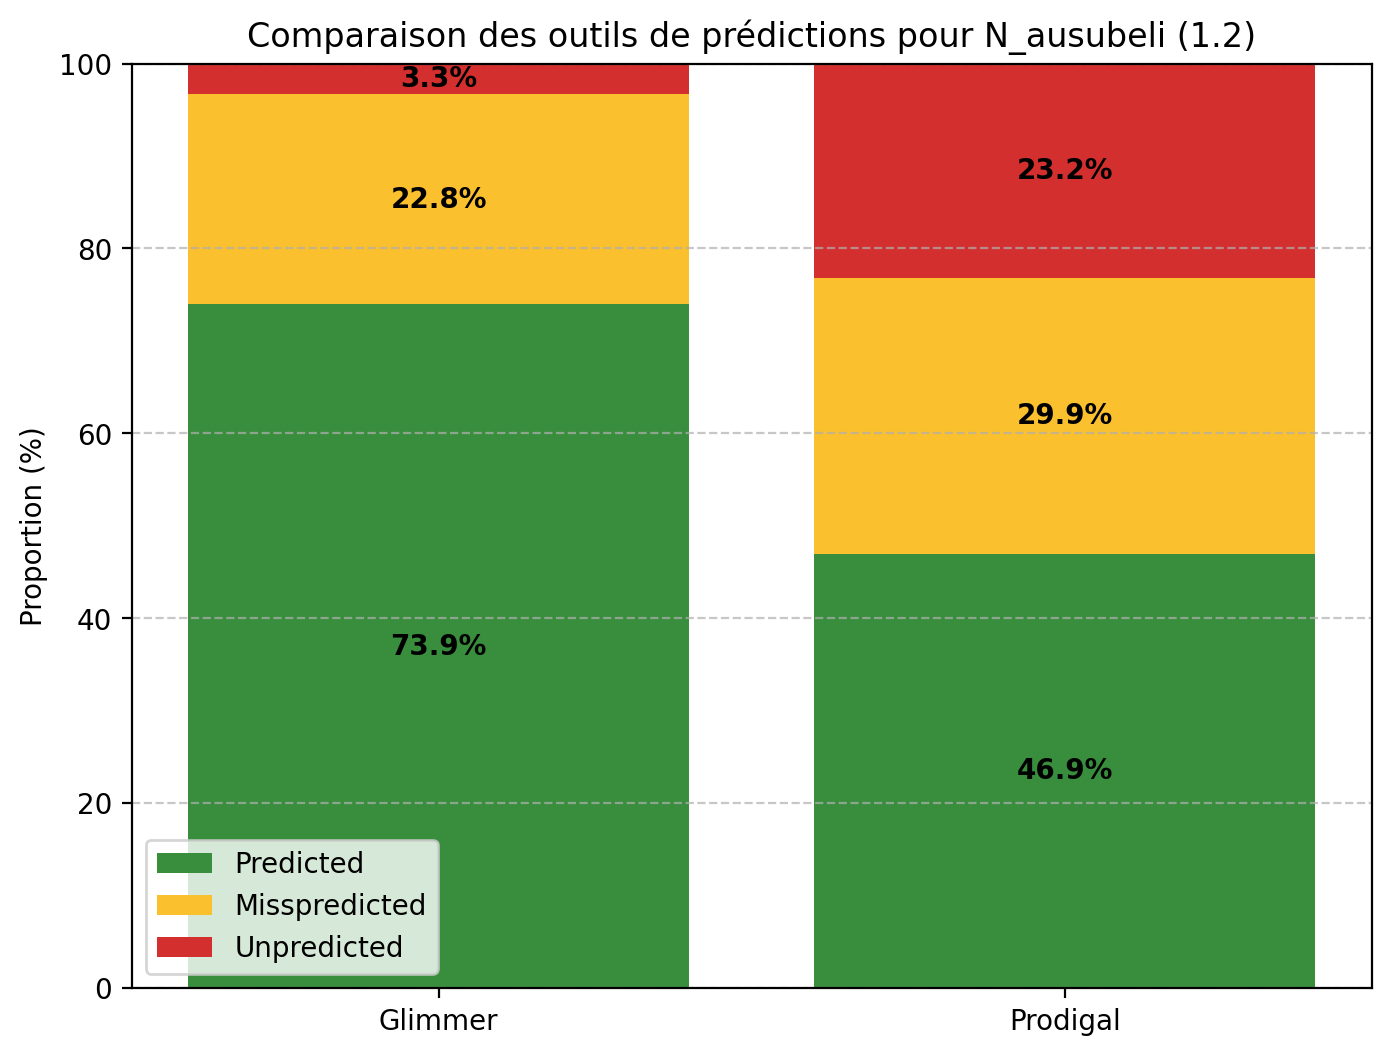 Comparaison des outils de prédictions pour N_ausubeli (1.2)
Proportion (%)
100
80
60
40
20
0
3.3%
22.8%
73.9%
23.2%
29.9%
46.9%
Predicted
Misspredicted
Unpredicted
Glimmer
Prodigal